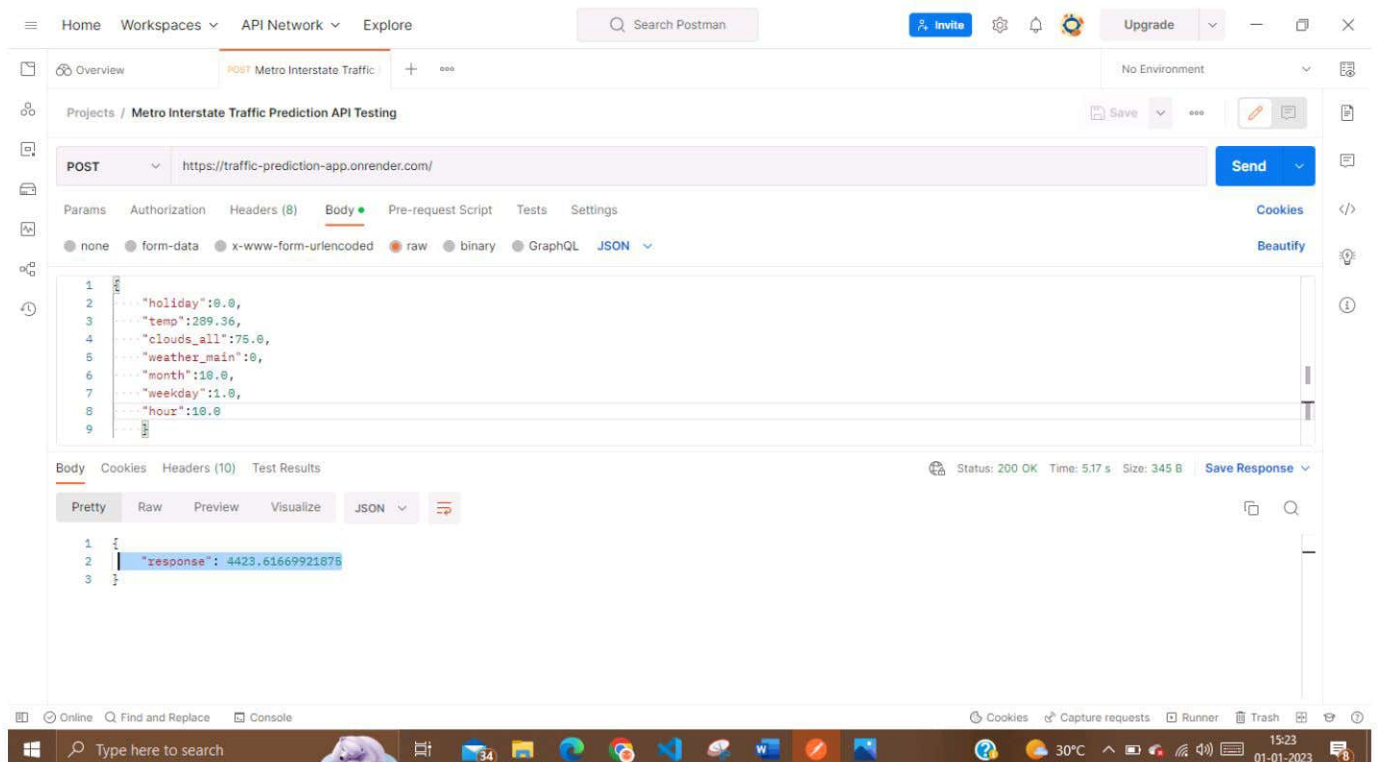 Home Workspaces API Network Explore Search Postman Invite Upgrade
Overview POST Metro Interstate Traffic No Environment
Projects / Metro Interstate Traffic Prediction API Testing Save
POST https://traffic-prediction-app.onrender.com/ Send
Params Authorization Headers (8) Body Pre-request Script Tests Settings Cookies
none form-data x-www-form-urlencoded raw binary GraphQL JSON Beautify
1 {
2 "holiday":0.0,
3 "temp":289.36,
4 "clouds_all":75.0,
5 "weather_main":0,
6 "month":10.0,
7 "weekday":1.0,
8 "hour":10.0
9 }
Body Cookies Headers (10) Test Results Status: 200 OK Time: 5.17 s Size: 345 B Save Response
Pretty Raw Preview Visualize JSON
1 {
2 "response": 4423.61669921875
3 }
Online Find and Replace Console Cookies Capture requests Runner Trash
Type here to search 34 30°C 15:23
01-01-2023 8